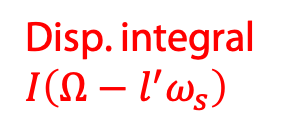 Disp. integral
I(Ω − l′ω_s)